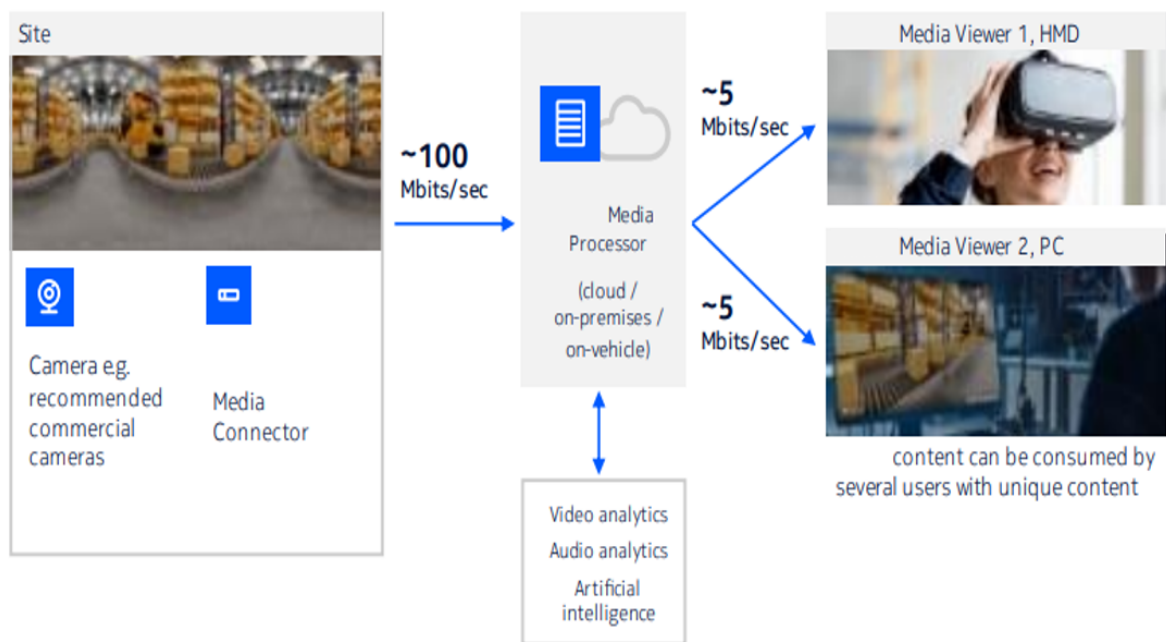 Site
Camera e.g.
recommended
commercial
cameras
Media
Connector
~100
Mbits/sec
Media
Processor
(cloud /
on-premises /
on-vehicle)
Video analytics
Audio analytics
Artificial
intelligence
~5
Mbits/sec
~5
Mbits/sec
Media Viewer 1, HMD
Media Viewer 2, PC
content can be consumed by
several users with unique content